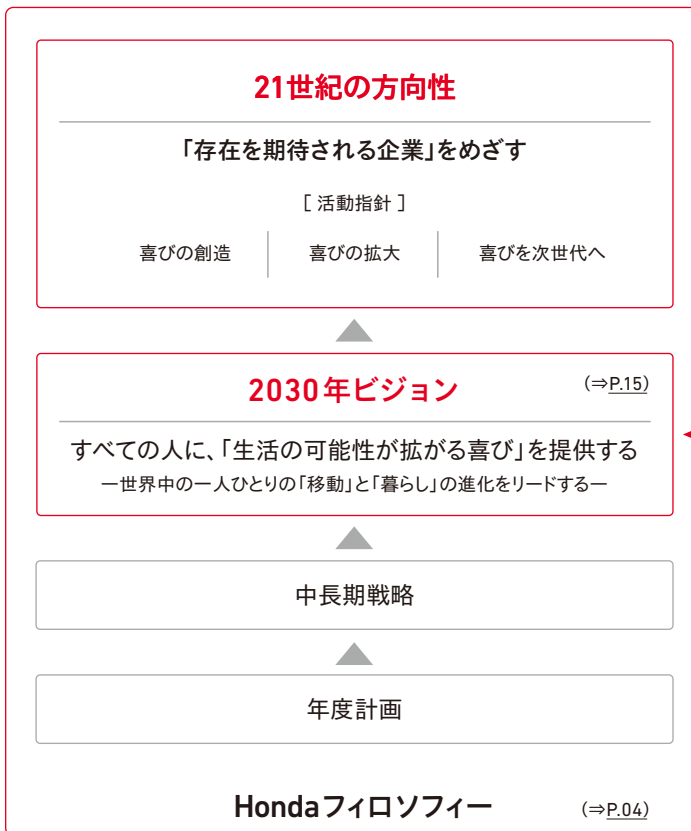 21世紀の方向性
「存在を期待される企業」をめざす
［ 活動指針 ］
喜びの創造 喜びの拡大 喜びを次世代へ
2030年ビジョン (⇒P.15)
すべての人に、「生活の可能性が拡がる喜び」を提供する
ー世界中の一人ひとりの「移動」と「暮らし」の進化をリードするー
中長期戦略
年度計画
Hondaフィロソフィー (⇒P.04)